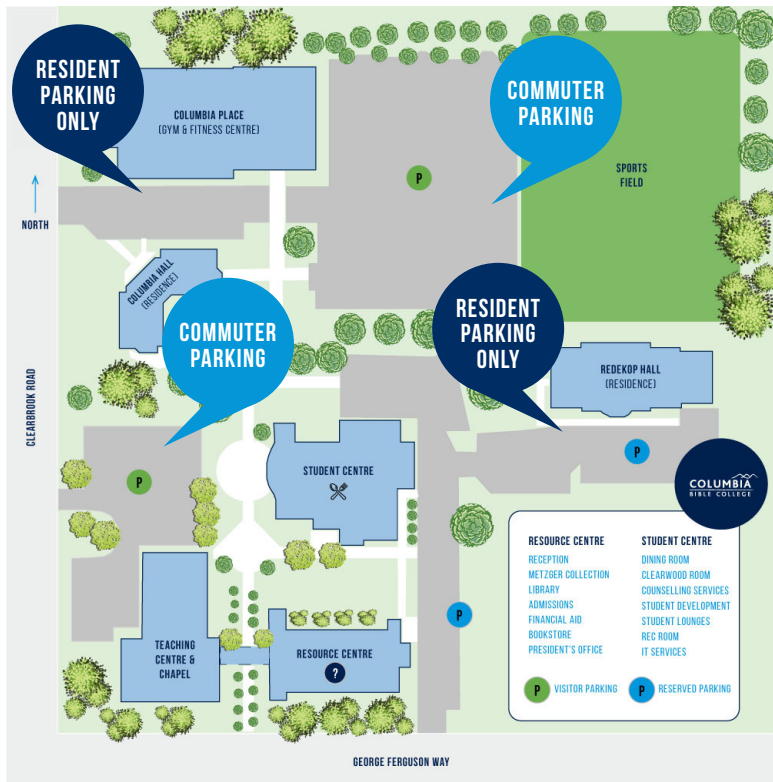 RESIDENT
PARKING
ONLY
COLUMBIA PLACE
(GYM & FITNESS CENTRE)
COMMUTER
PARKING
P
SPORTS
FIELD
NORTH
COLUMBIA HALL
(RESIDENCE)
COMMUTER
PARKING
RESIDENT
PARKING
ONLY
REDEKOP HALL
(RESIDENCE)
CLEARBROOK ROAD
P
STUDENT CENTRE
P
COLUMBIA
BIBLE COLLEGE
RESOURCE CENTRE
RECEPTION
METZGER COLLECTION
LIBRARY
ADMISSIONS
FINANCIAL AID
BOOKSTORE
PRESIDENT'S OFFICE
STUDENT CENTRE
DINING ROOM
CLEARWOOD ROOM
COUNSELLING SERVICES
STUDENT DEVELOPMENT
STUDENT LOUNGES
REC ROOM
IT SERVICES
P VISITOR PARKING
P RESERVED PARKING
P
TEACHING
CENTRE &
CHAPEL
RESOURCE CENTRE
?
GEORGE FERGUSON WAY